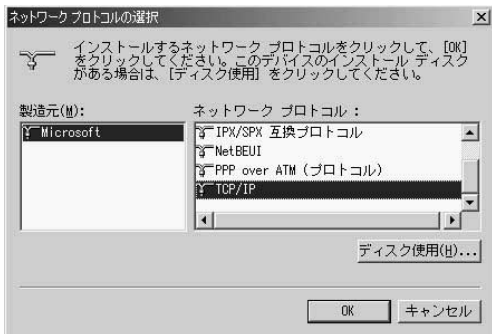 ネットワーク プロトコルの選択
インストールするネットワーク プロトコルをクリックして、[OK]
をクリックしてください。このデバイスのインストール ディスク
がある場合は、[ディスク使用] をクリックしてください。
製造元(M):
ネットワーク プロトコル :
Microsoft
IPX/SPX 互換プロトコル
NetBEUI
PPP over ATM (プロトコル)
TCP/IP
ディスク使用(H)...
OK
キャンセル